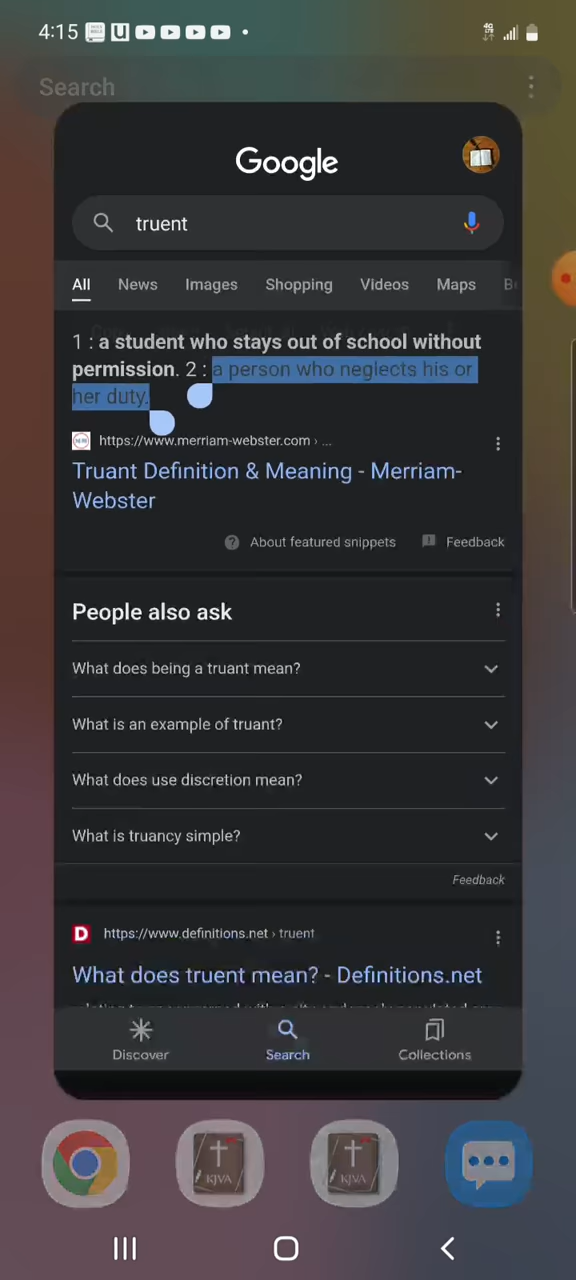 4:15
Search
Google
truent
All News Images Shopping Videos Maps
1 : a student who stays out of school without
permission. 2 : a person who neglects his or
her duty.
https://www.merriam-webster.com › ...
Truant Definition & Meaning - Merriam-
Webster
About featured snippets Feedback
People also ask
What does being a truant mean?
What is an example of truant?
What does use discretion mean?
What is truancy simple?
Feedback
D https://www.definitions.net › truent
What does truent mean? - Definitions.net
Discover Search Collections
KJVA KJVA